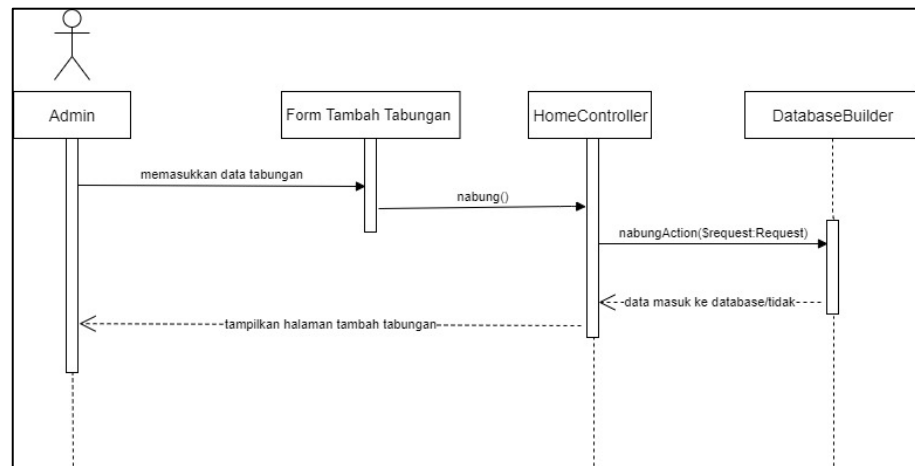 Admin
Form Tambah Tabungan
HomeController
DatabaseBuilder
memasukkan data tabungan
nabung()
nabungAction($request:Request)
data masuk ke database/tidak
tampilkan halaman tambah tabungan